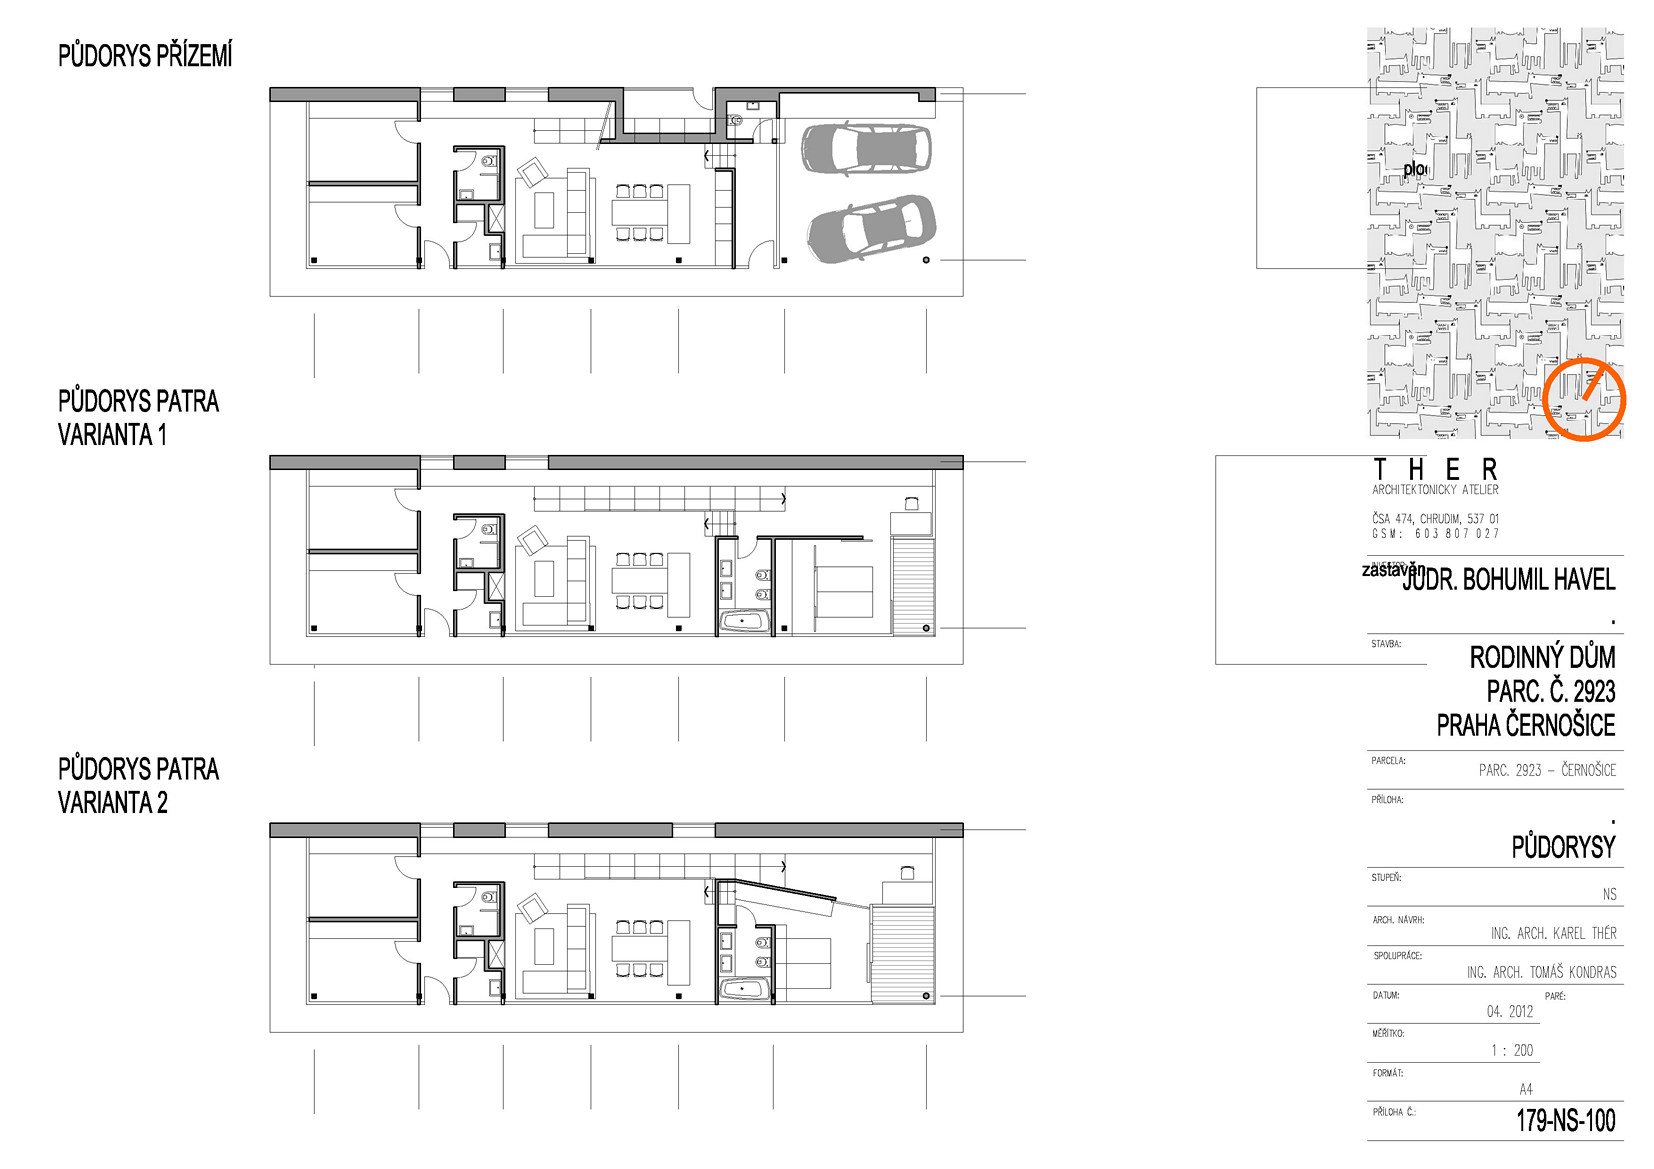 PŮDORYS PŘÍZEMÍ
PŮDORYS PATRA
VARIANTA 1
PŮDORYS PATRA
VARIANTA 2
T H E R
ARCHITEKTONICKY ATELIER
ČSA 474, CHRUDIM, 537 01
GSM: 603 807 027
zastavěn
JUDR. BOHUMIL HAVEL
.
STAVBA:
RODINNÝ DŮM
PARC. Č. 2923
PRAHA ČERNOŠICE
PARCELA:
PARC. 2923 – ČERNOŠICE
PŘÍLOHA:
.
PŮDORYSY
STUPEŇ:
NS
ARCH. NÁVRH:
ING. ARCH. KAREL THÉR
SPOLUPRÁCE:
ING. ARCH. TOMÁŠ KONDRAS
DATUM:
PARÉ:
04. 2012
MĚŘÍTKO:
1 : 200
FORMÁT:
A4
PŘÍLOHA Č.:
179-NS-100